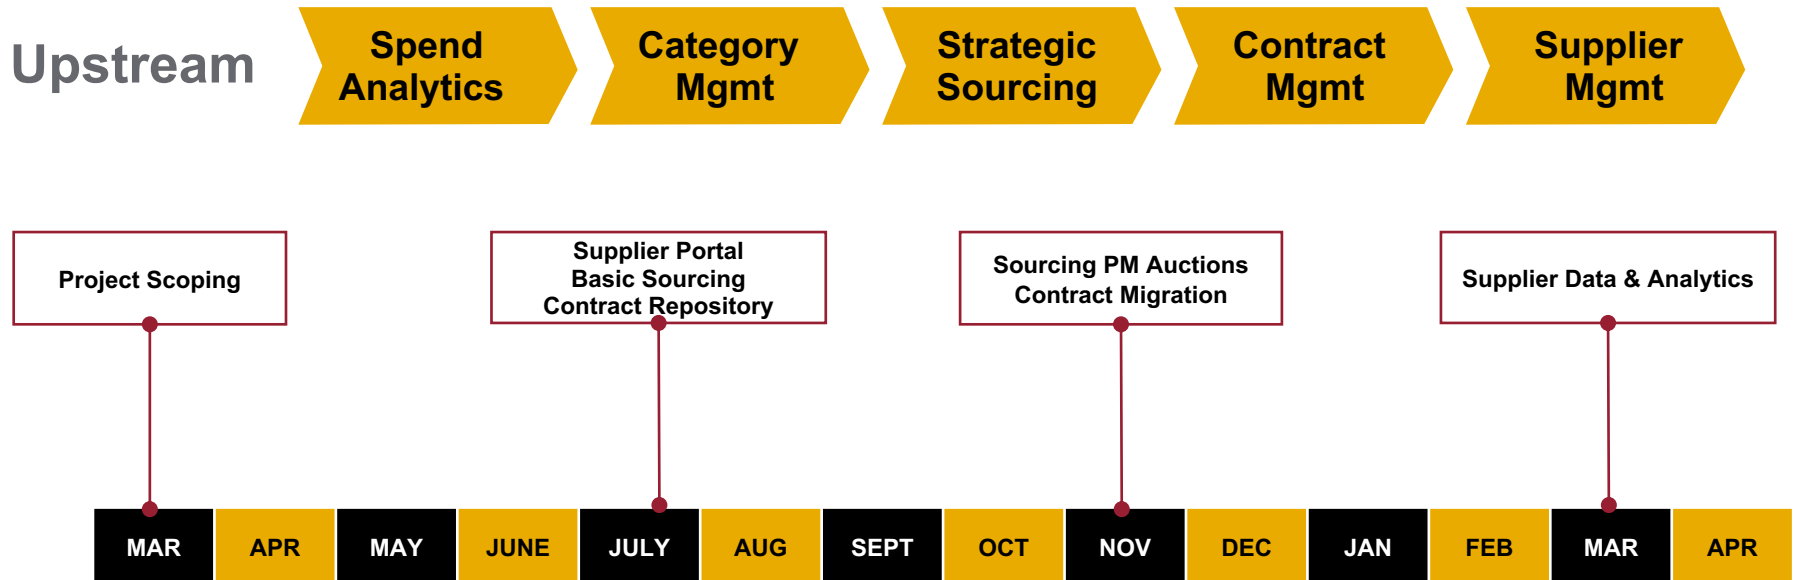 Upstream
Spend
Analytics
Category
Mgmt
Strategic
Sourcing
Contract
Mgmt
Supplier
Mgmt
Project Scoping
Supplier Portal
Basic Sourcing
Contract Repository
Sourcing PM Auctions
Contract Migration
Supplier Data & Analytics
MAR APR MAY JUNE JULY AUG SEPT OCT NOV DEC JAN FEB MAR APR